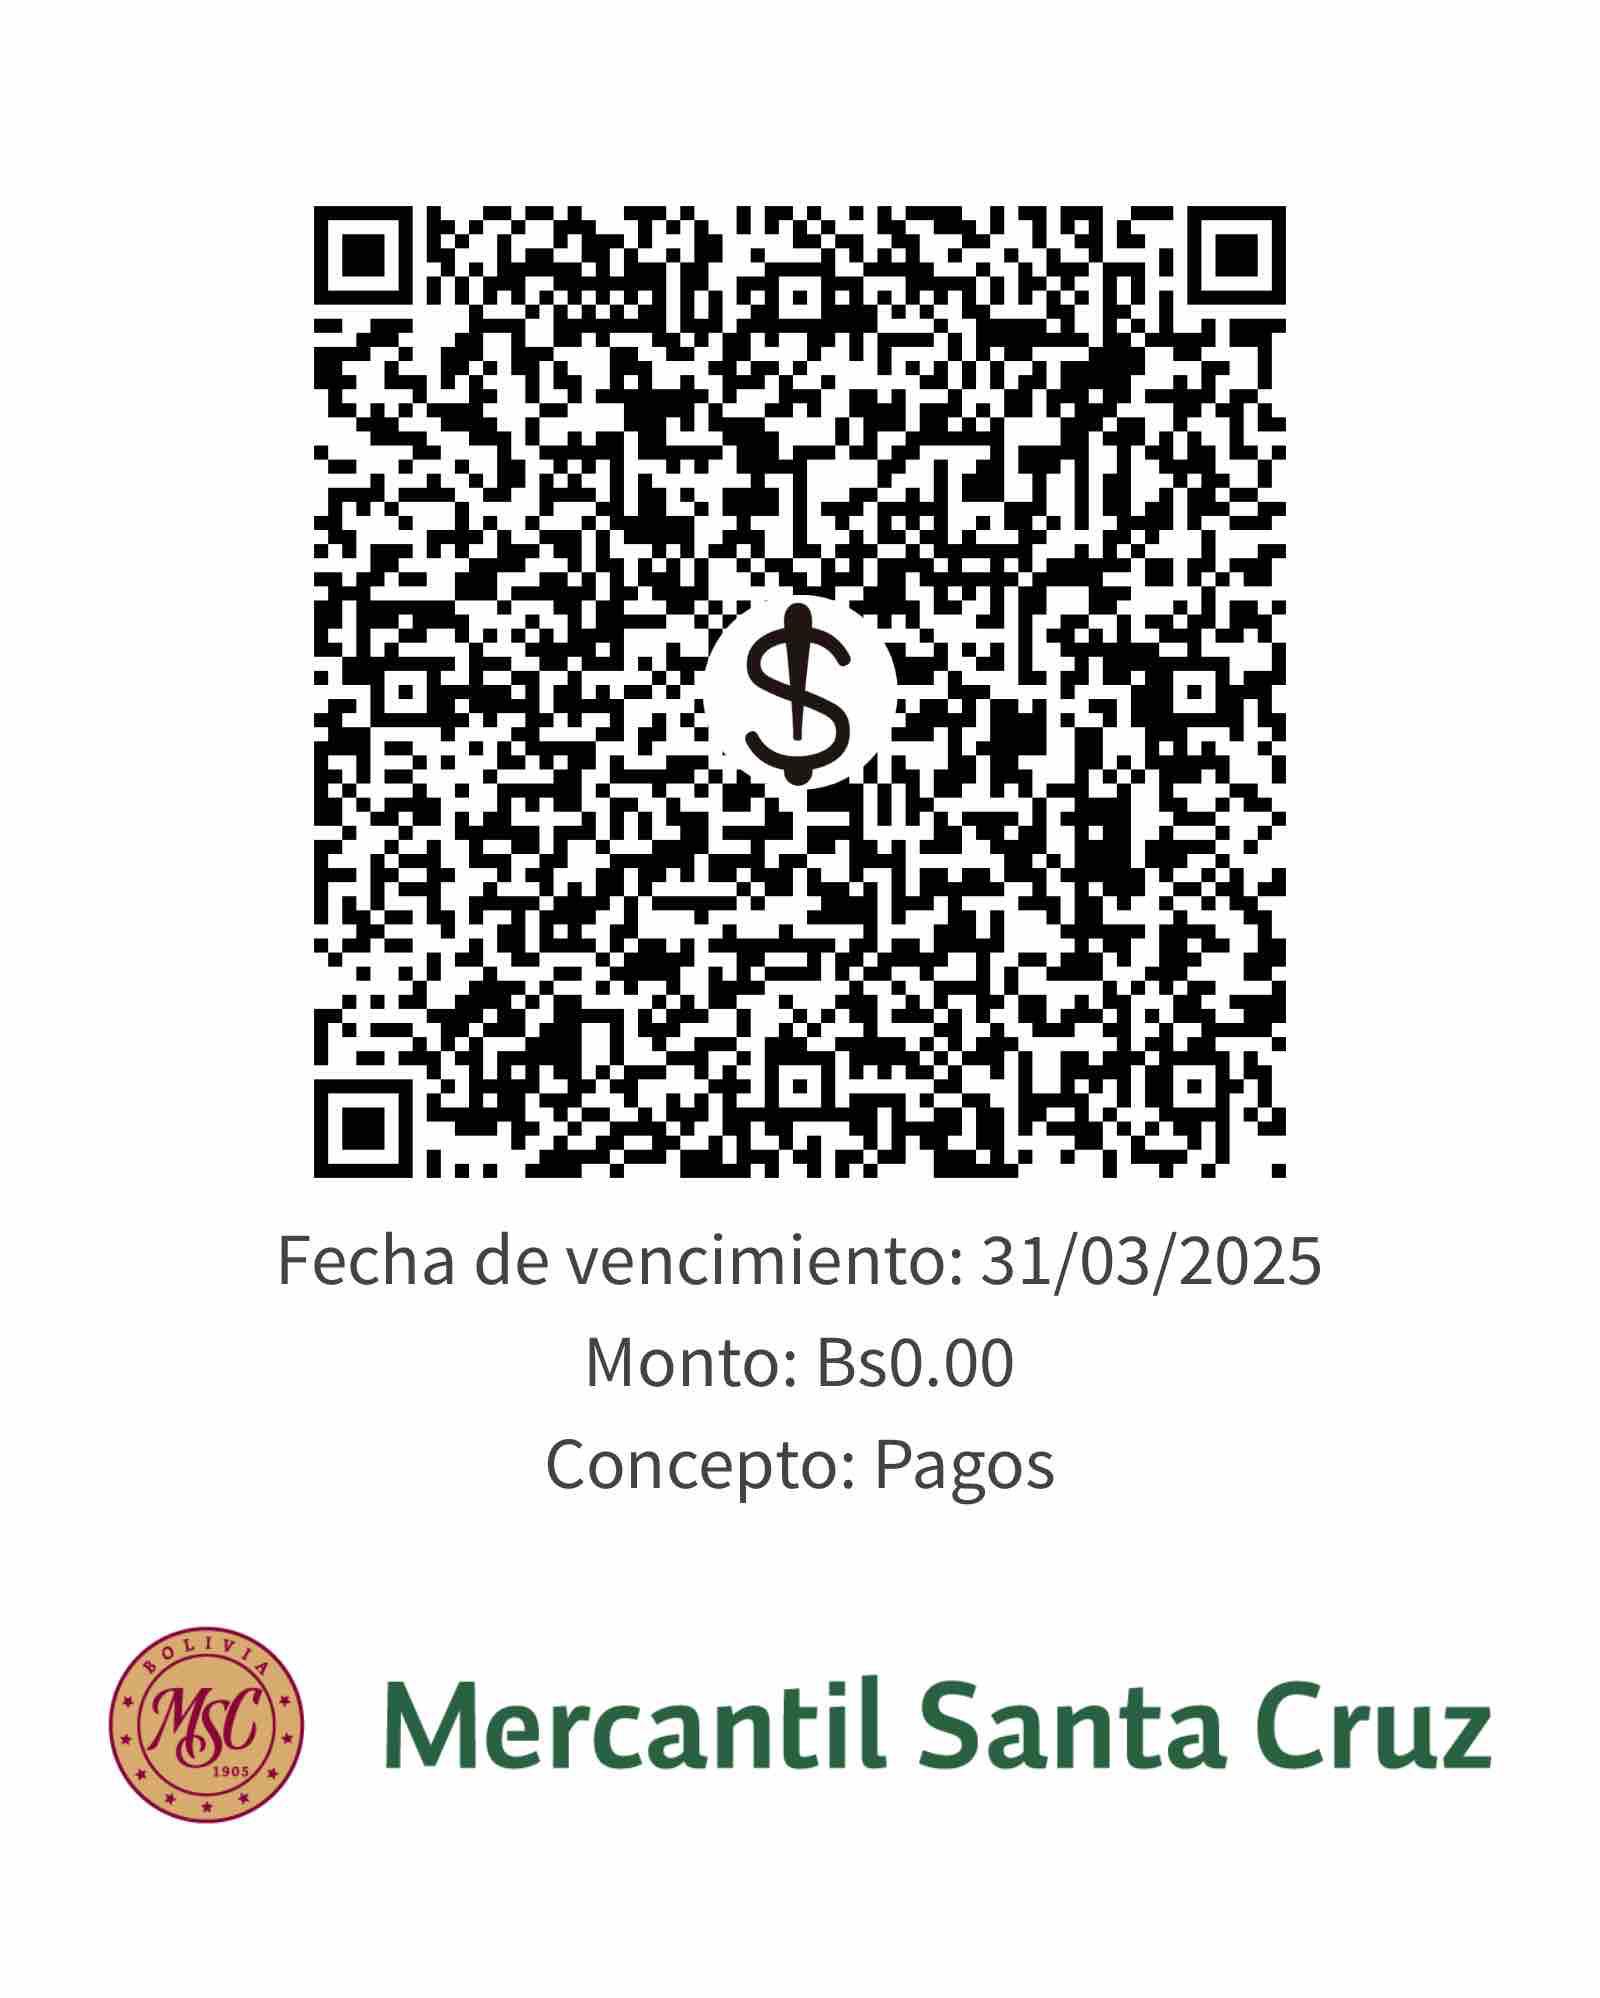 Fecha de vencimiento: 31/03/2025
Monto: Bs0.00
Concepto: Pagos
BOLIVIA
MSC
1905
Mercantil Santa Cruz